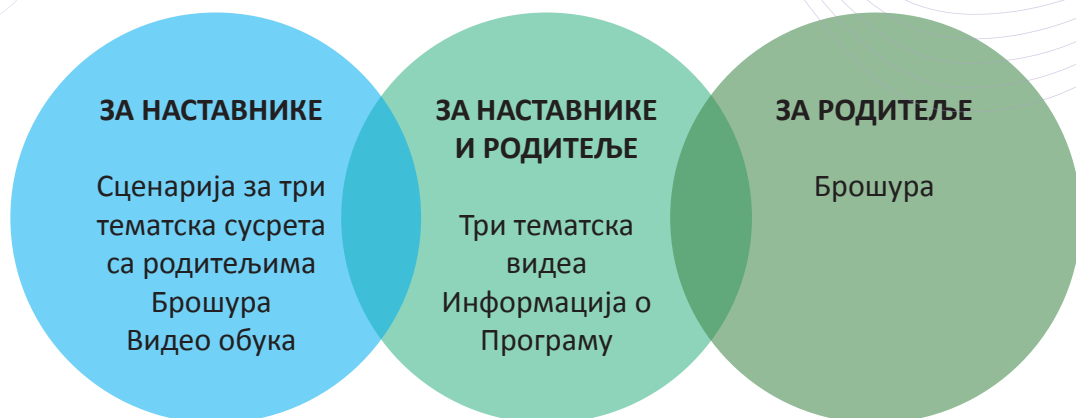 ЗА НАСТАВНИКЕ
Сценарија за три
тематска сусрета
са родитељима
Брошура
Видео обука
ЗА НАСТАВНИКЕ
И РОДИТЕЉЕ
Три тематска
видеа
Информација о
Програму
ЗА РОДИТЕЉЕ
Брошура